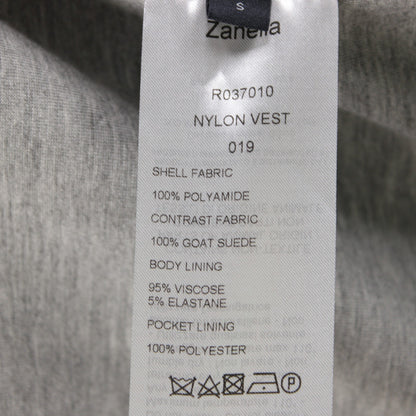 S
Zanella
R037010
NYLON VEST
019
SHELL FABRIC
100% POLYAMIDE
CONTRAST FABRIC
100% GOAT SUEDE
BODY LINING
95% VISCOSE
5% ELASTANE
POCKET LINING
100% POLYESTER
P